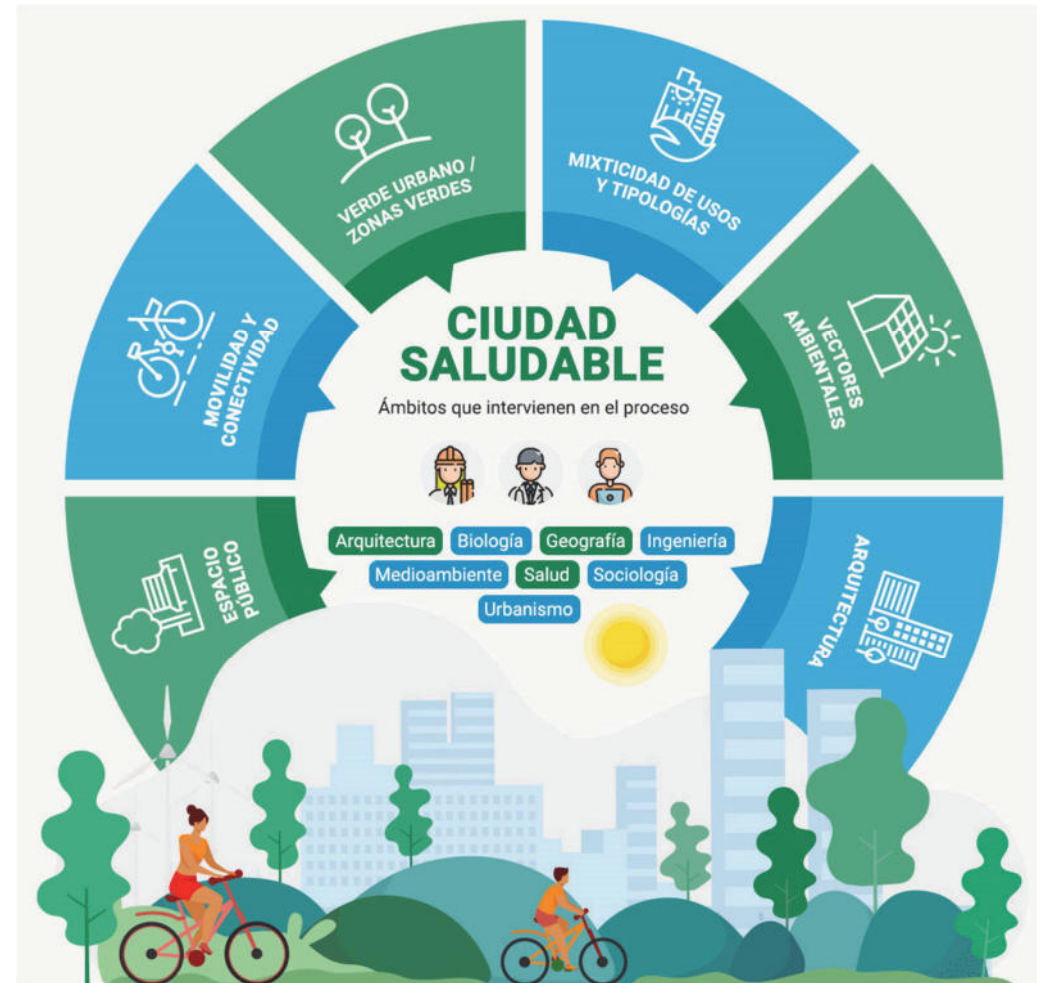 VERDE URBANO /
ZONAS VERDES
MIXTICIDAD DE USOS
Y TIPOLOGÍAS
MOVILIDAD Y
CONECTIVIDAD
VECTORES
AMBIENTALES
ESPACIO
PÚBLICO
ARQUITECTURA
CIUDAD
SALUDABLE
Ámbitos que intervienen en el proceso
Arquitectura Biología Geografía Ingeniería
Medioambiente Salud Sociología
Urbanismo